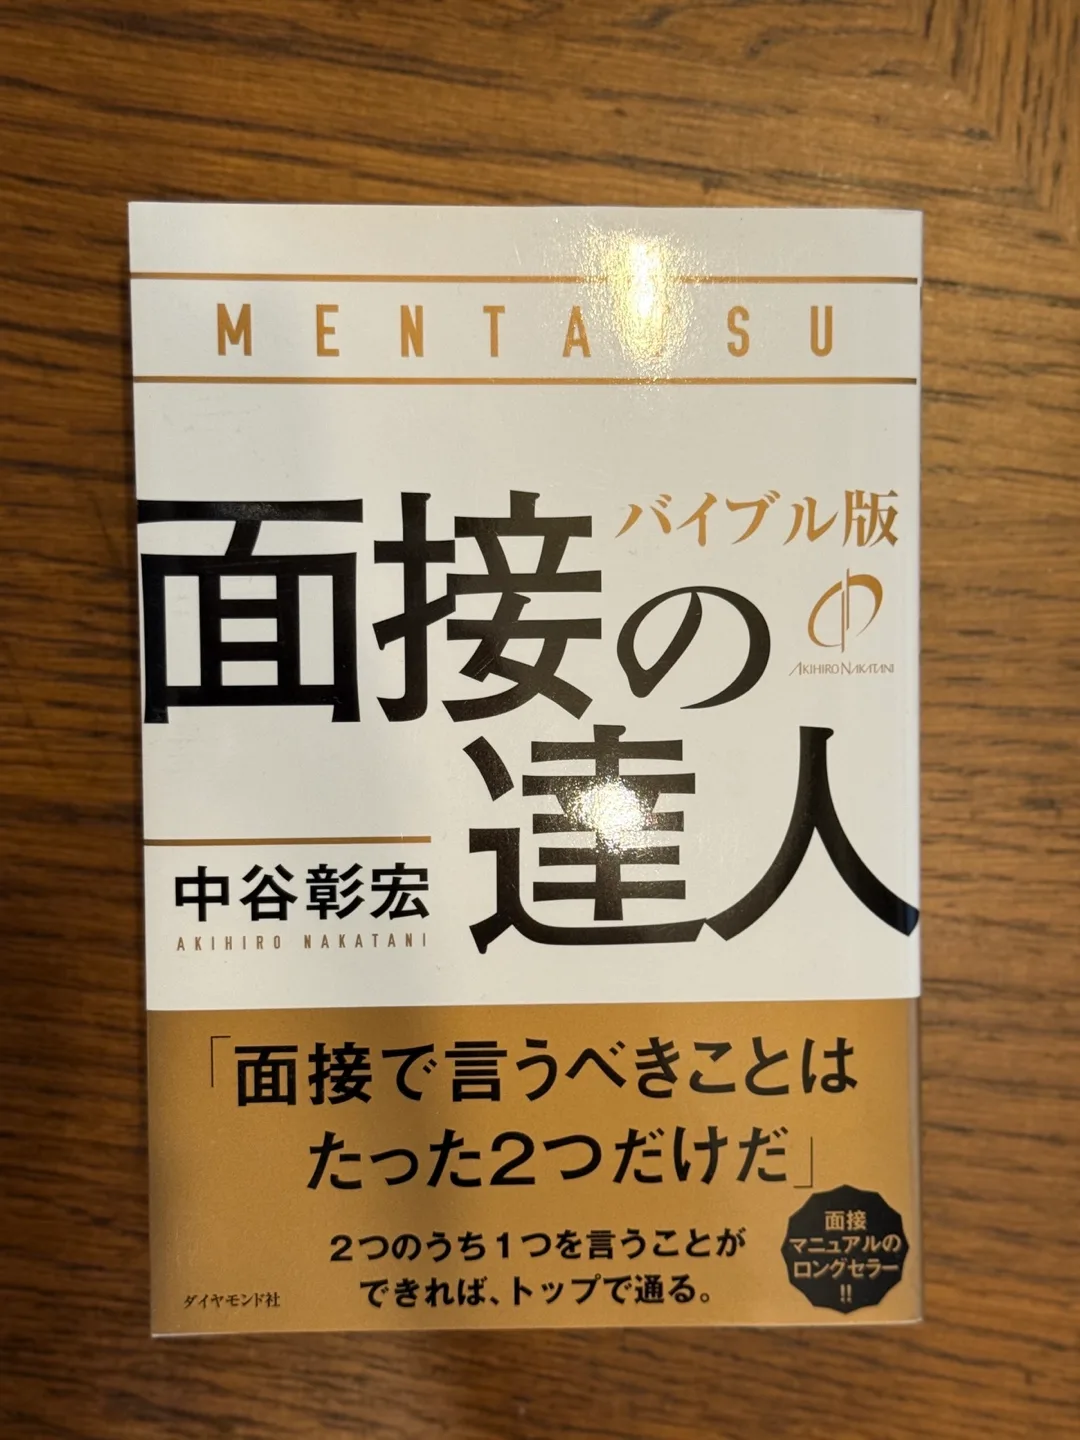 MENTATSU
バイブル版
面接の
達人
AKIHIRO NAKATANI
中谷彰宏
AKIHIRO NAKATANI
「面接で言うべきことは
たった2つだけだ」
2つのうち1つを言うことが
できれば、トップで通る。
面接
マニュアルの
ロングセラー
!!
ダイヤモンド社